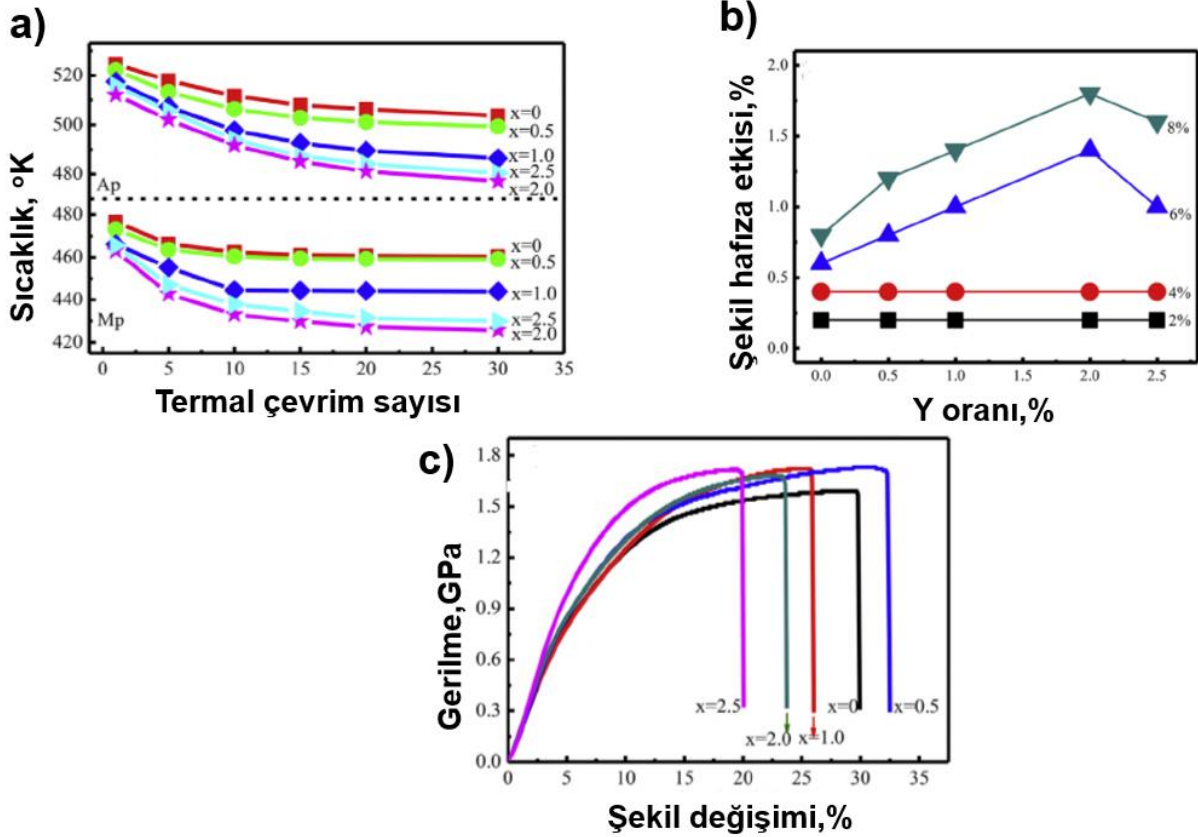 a)
520
500
480
480
460
440
420
Sıcaklık, ºK
x=0
x=0.5
x=1.0
x=2.5
x=2.0
Ap
x=0
x=0.5
x=1.0
x=2.5
x=2.0
Mp
0 5 10 15 20 25 30 35
Termal çevrim sayısı
b)
2.0
1.5
1.0
0.5
0.0
Şekil hafıza etkisi,%
8%
6%
4%
2%
0.0 0.5 1.0 1.5 2.0 2.5
Y oranı,%
c)
1.8
1.5
1.2
0.9
0.6
0.3
0.0
Gerilme,GPa
x=2.5 x=0 x=0.5
x=2.0 x=1.0
0 5 10 15 20 25 30 35
Şekil değişimi,%